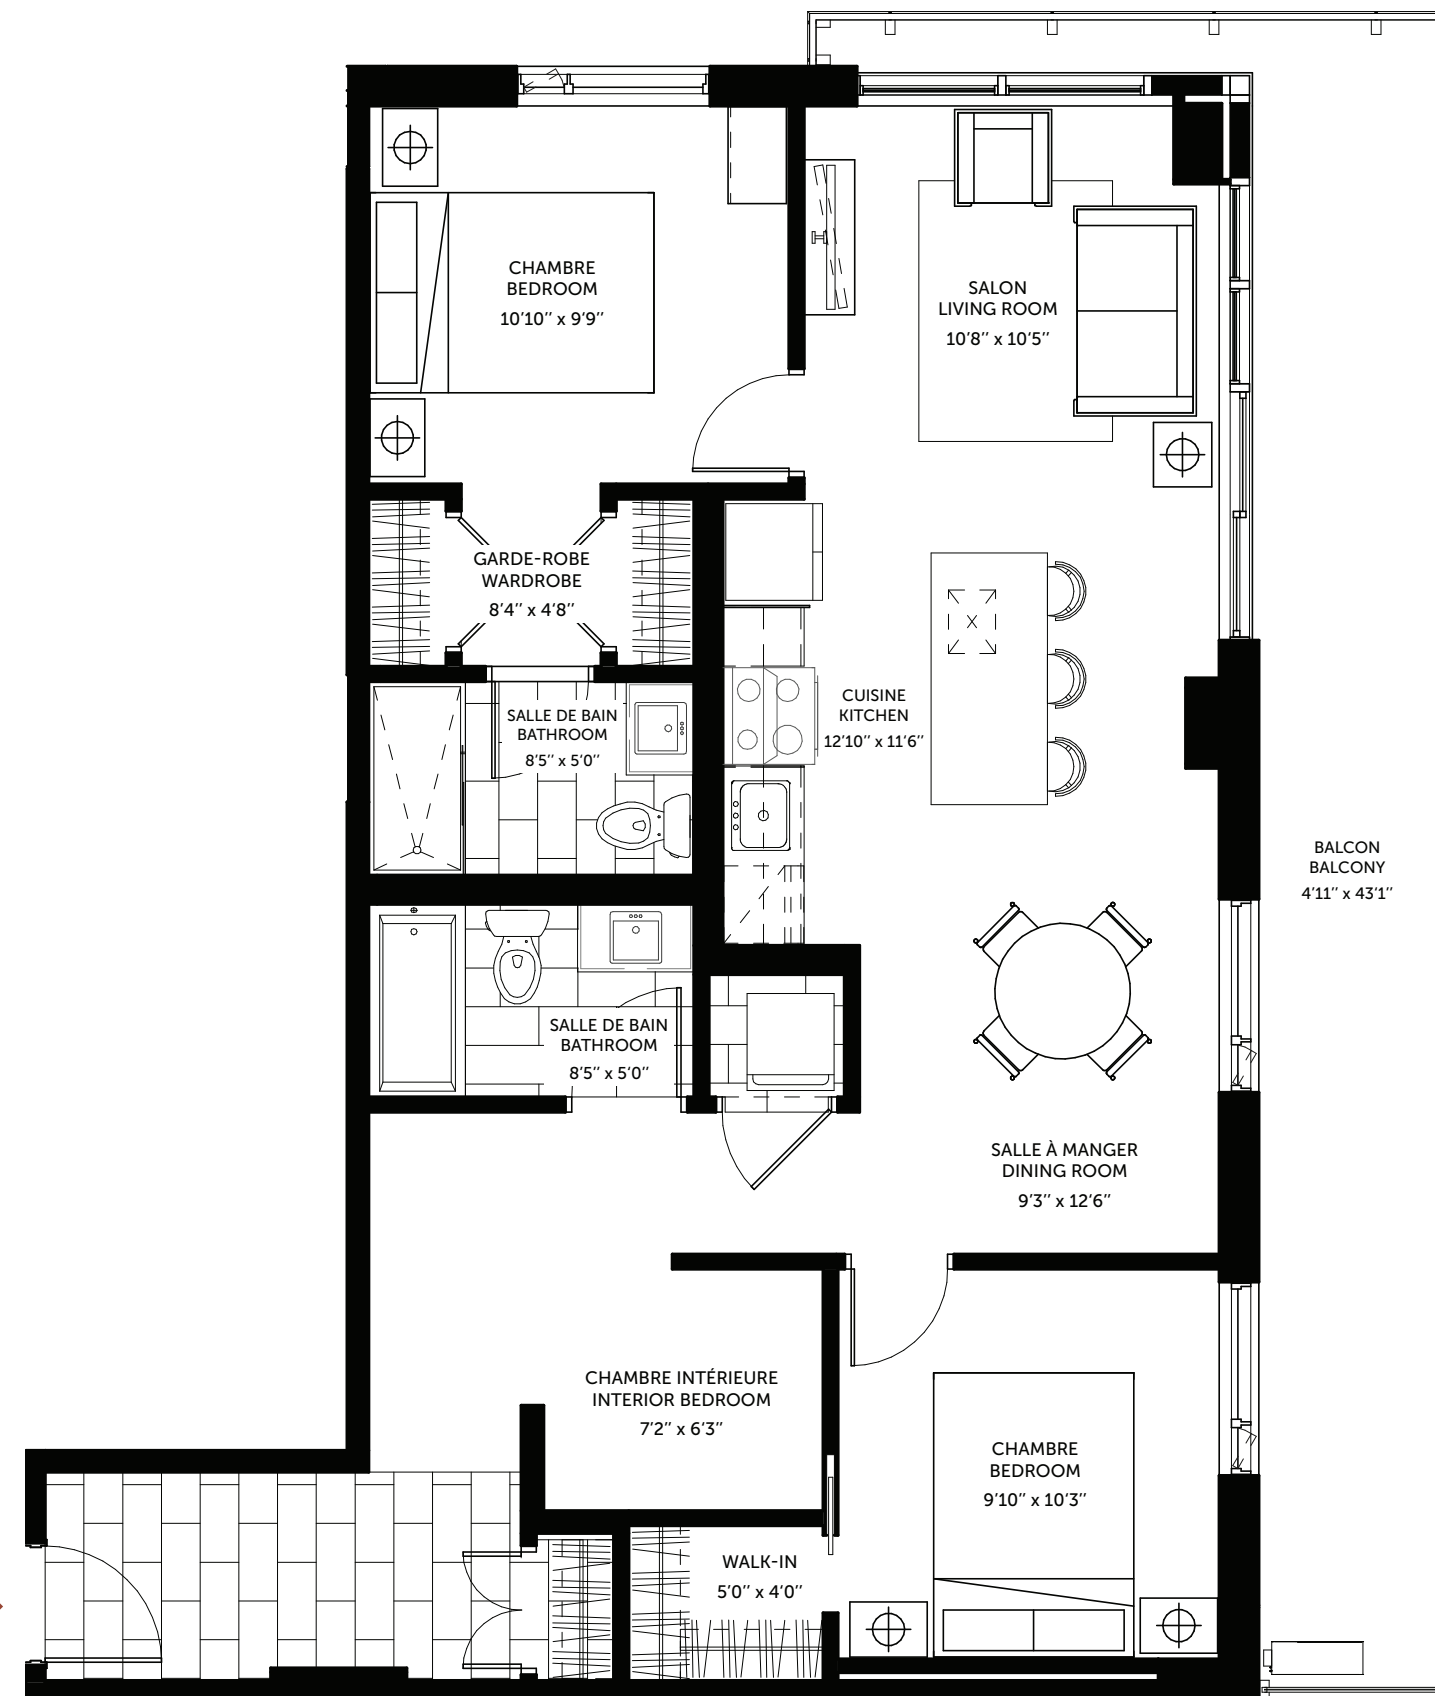 CHAMBRE
BEDROOM
10'10'' x 9'9''
SALON
LIVING ROOM
10'8'' x 10'5''
GARDE-ROBE
WARDROBE
8'4'' x 4'8''
SALLE DE BAIN
BATHROOM
8'5'' x 5'0''
CUISINE
KITCHEN
12'10'' x 11'6''
BALCON
BALCONY
4'11'' x 43'1''
SALLE DE BAIN
BATHROOM
8'5'' x 5'0''
SALLE À MANGER
DINING ROOM
9'3'' x 12'6''
CHAMBRE INTÉRIEURE
INTERIOR BEDROOM
7'2'' x 6'3''
CHAMBRE
BEDROOM
9'10'' x 10'3''
WALK-IN
5'0'' x 4'0''